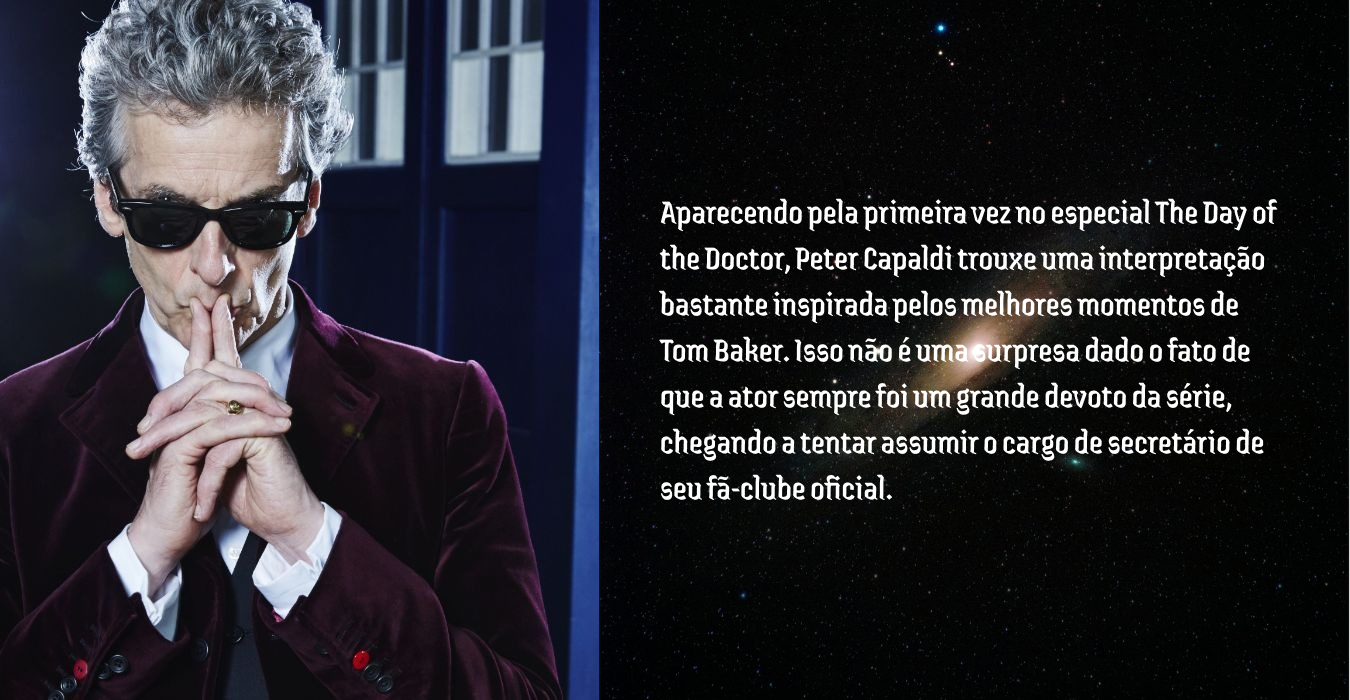 Aparecendo pela primeira vez no especial The Day of
the Doctor, Peter Capaldi trouxe uma interpretação
bastante inspirada pelos melhores momentos de
Tom Baker. Isso não é uma surpresa dado o fato de
que a ator sempre foi um grande devoto da série,
chegando a tentar assumir o cargo de secretário de
seu fã-clube oficial.